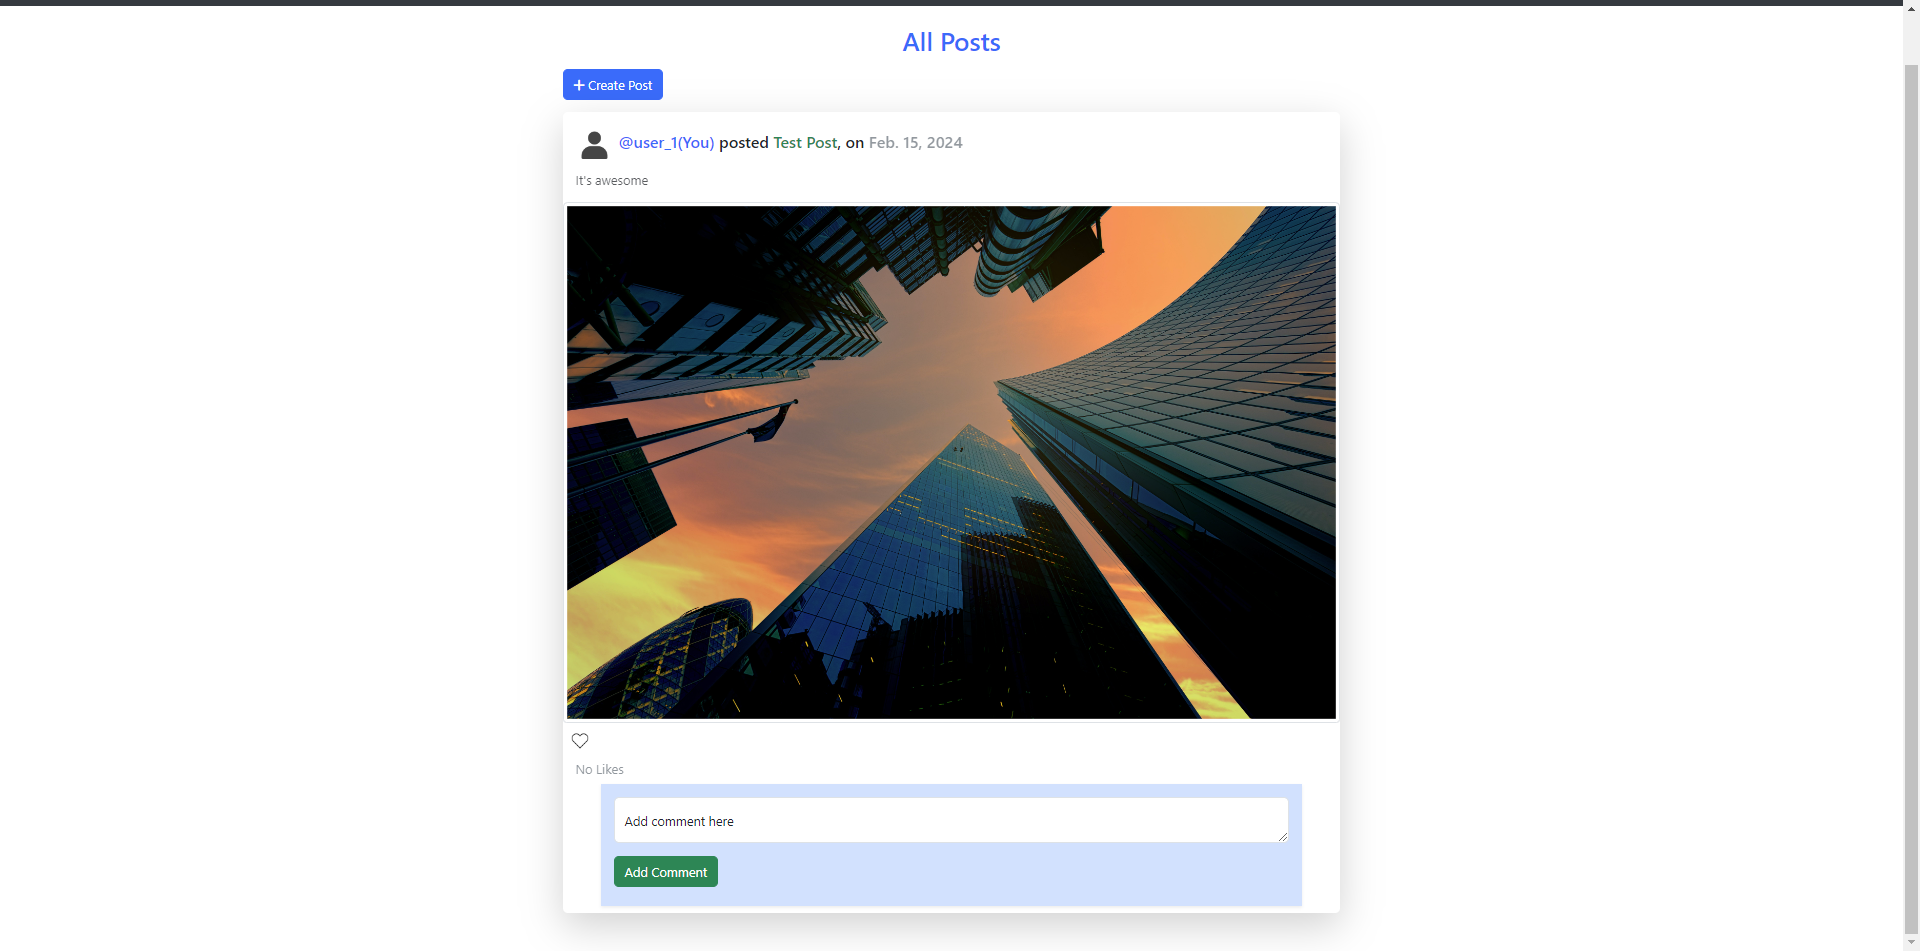 All Posts
Create Post
@user_1(You) posted Test Post, on Feb. 15, 2024
It's awesome
No Likes
Add comment here
Add Comment